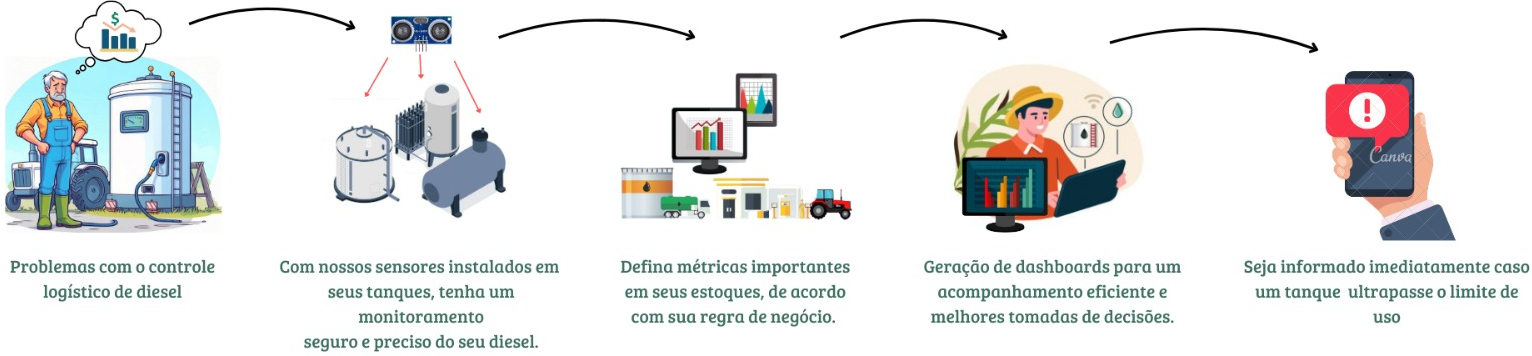 $
Problemas com o controle
logístico de diesel
Com nossos sensores instalados em
seus tanques, tenha um
monitoramento
seguro e preciso do seu diesel.
Defina métricas importantes
em seus estoques, de acordo
com sua regra de negócio.
Geração de dashboards para um
acompanhamento eficiente e
melhores tomadas de decisões.
Canva
Seja informado imediatamente caso
um tanque  ultrapasse o limite de
uso